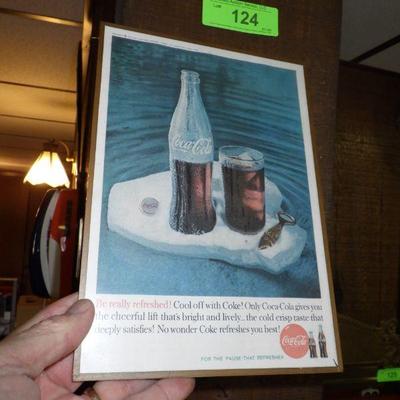 Lot
124
Coca-Cola
Be really refreshed! Cool off with Coke! Only Coca-Cola gives you
the cheerful lift that's bright and lively...the cold crisp taste that
deeply satisfies! No wonder Coke refreshes you best!
Coca-Cola
FOR THE PAUSE THAT REFRESHES
125